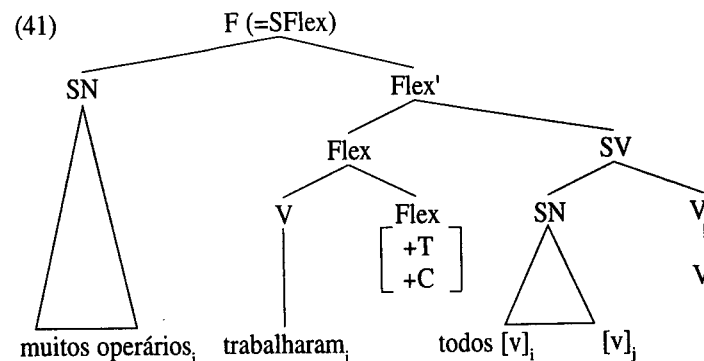 (41) F (=SFlex)
SN Flex'
Flex SV
V Flex SN V'
+T
+C V
muitos operários i trabalharam j todos [v] i [v] j